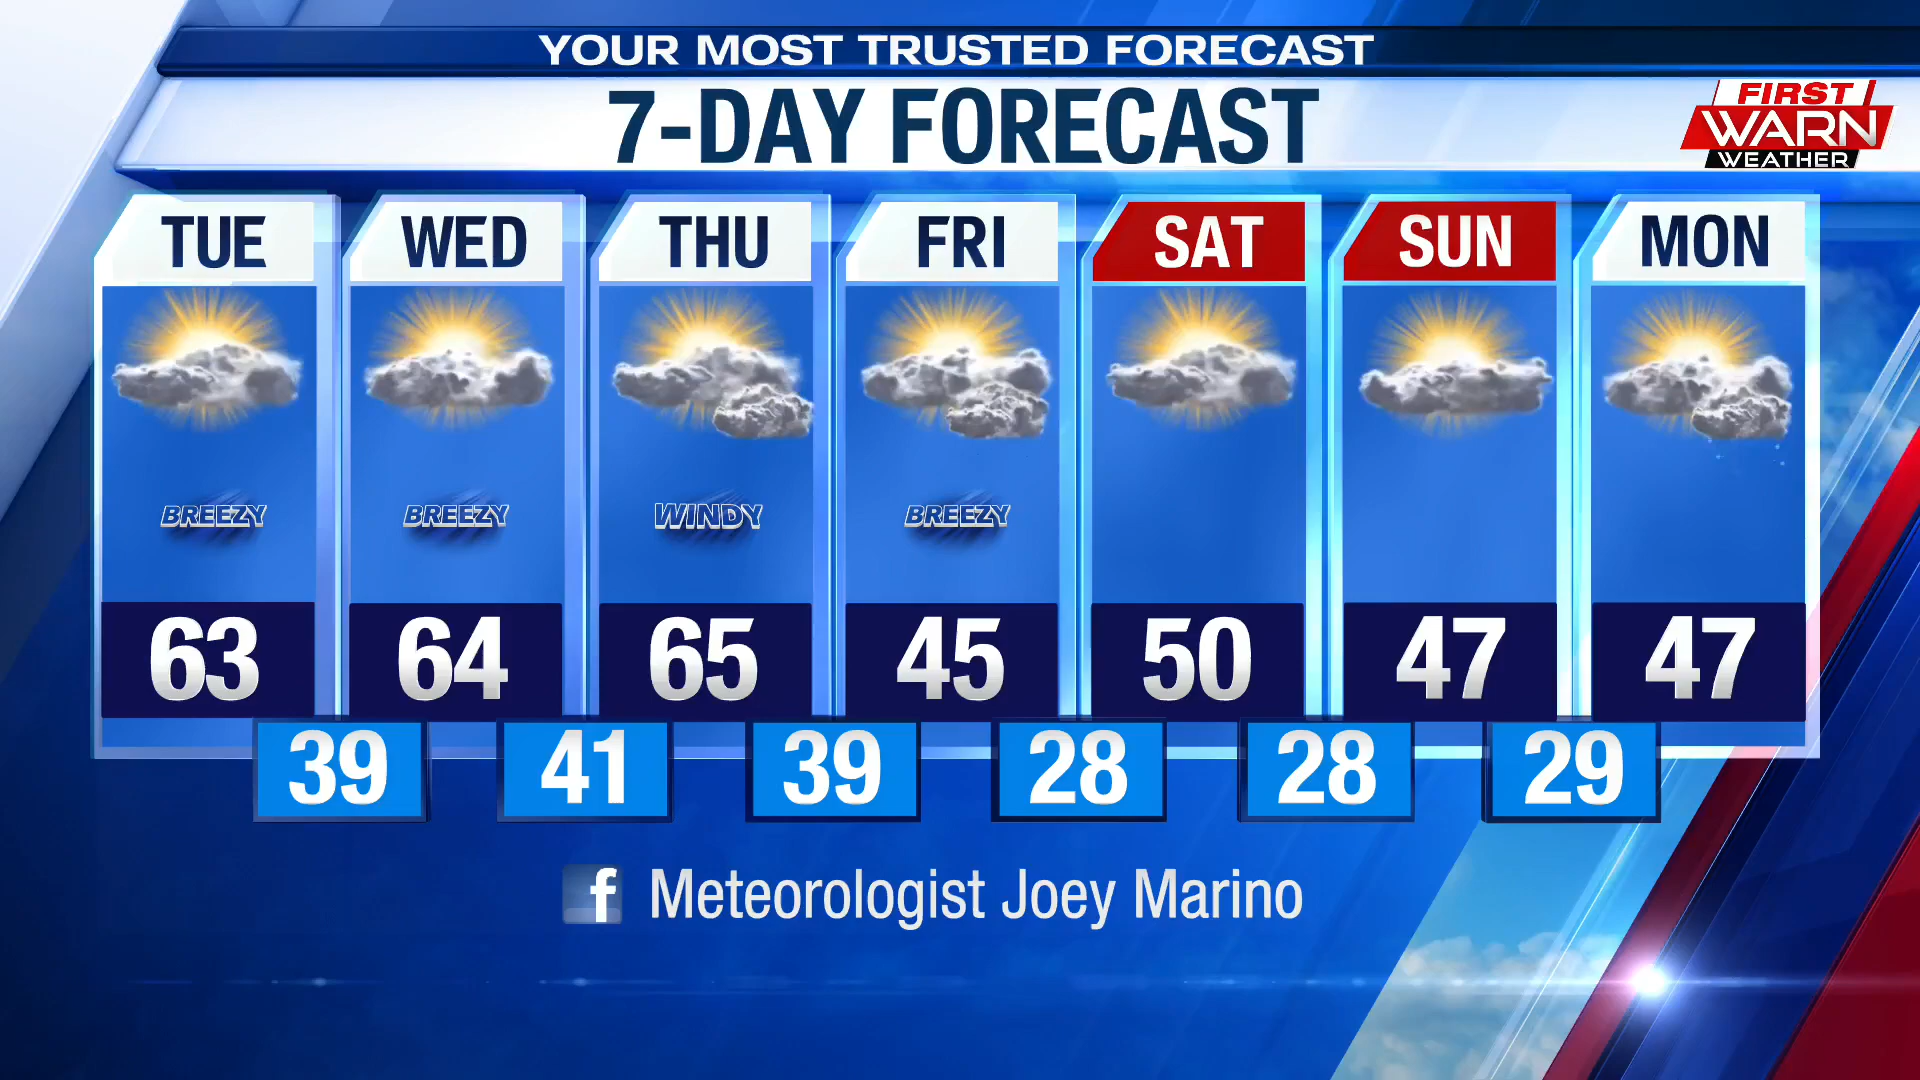 YOUR MOST TRUSTED FORECAST
7-DAY FORECAST
FIRST
WARN
WEATHER
TUE WED THU FRI SAT SUN MON
BREEZY BREEZY WINDY BREEZY
63 64 65 45 50 47 47
39 41 39 28 28 29
f Meteorologist Joey Marino